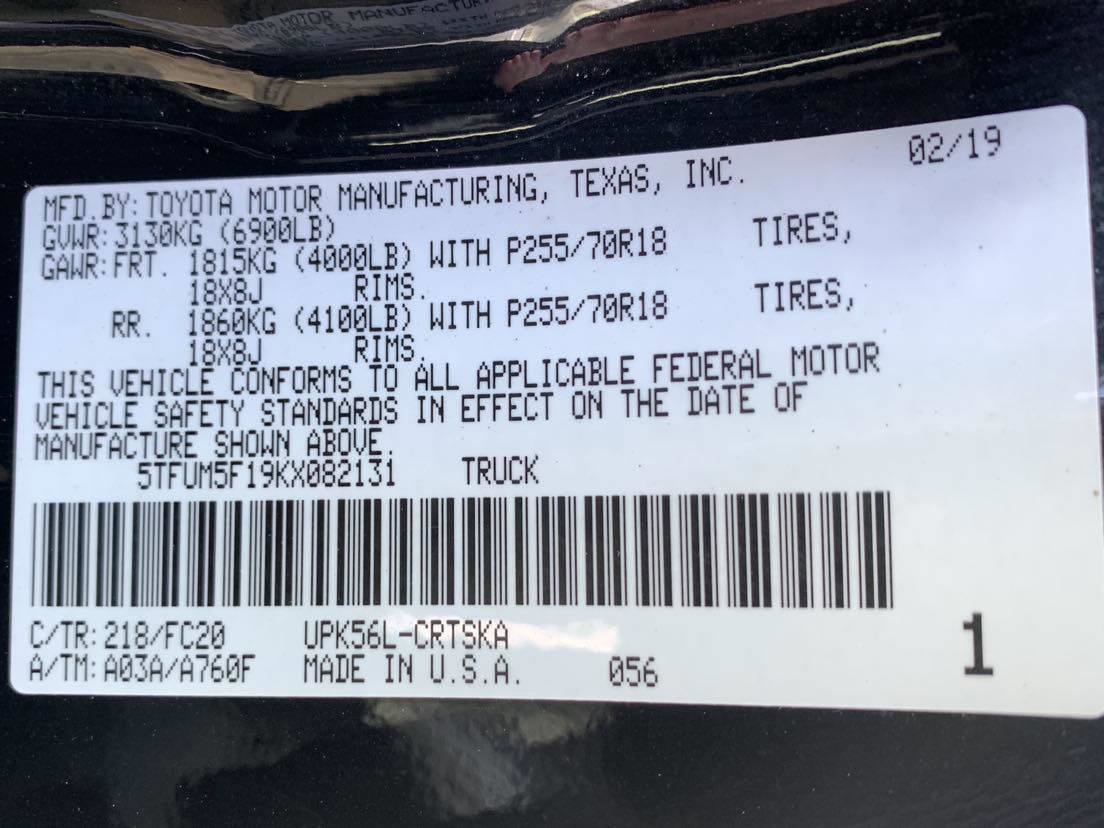 MFD.BY:TOYOTA MOTOR MANUFACTURING, TEXAS, INC. 02/19
GVWR:3130KG (6900LB)
GAWR:FRT. 1815KG (4000LB) WITH P255/70R18 TIRES,
18X8J RIMS.
RR. 1860KG (4100LB) WITH P255/70R18 TIRES,
18X8J RIMS.
THIS VEHICLE CONFORMS TO ALL APPLICABLE FEDERAL MOTOR
VEHICLE SAFETY STANDARDS IN EFFECT ON THE DATE OF
MANUFACTURE SHOWN ABOVE.
5TFUM5F19KX082131 TRUCK
C/TR:218/FC20 UPK56L-CRTSKA
A/TM:A03A/A760F MADE IN U.S.A. 056
1